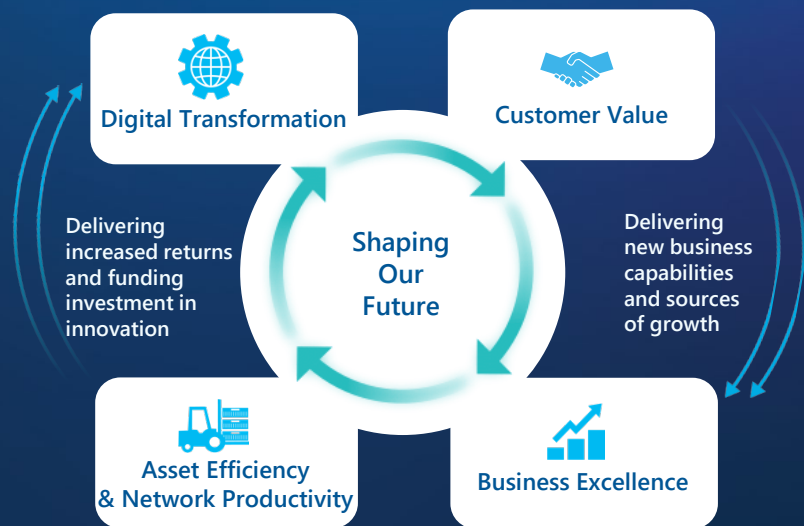 Digital Transformation
Customer Value
Delivering
increased returns
and funding
investment in
innovation
Shaping
Our
Future
Delivering
new business
capabilities
and sources
of growth
Asset Efficiency
& Network Productivity
Business Excellence